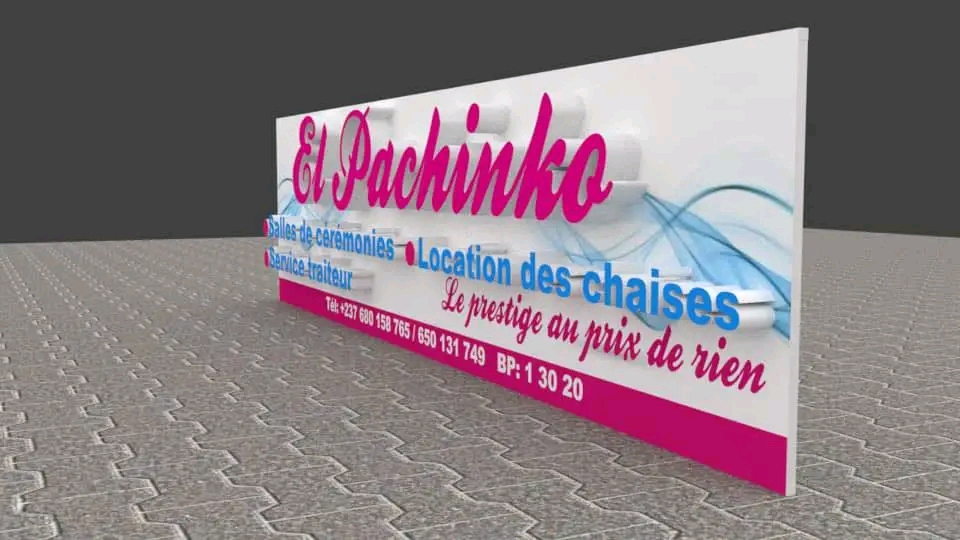 El Pachinko
• Salles de cérémonies
• Location des chaises
• Service traiteur
Le prestige au prix de rien
Tél: +237 680 158 765 / 650 131 749 BP: 1 30 20